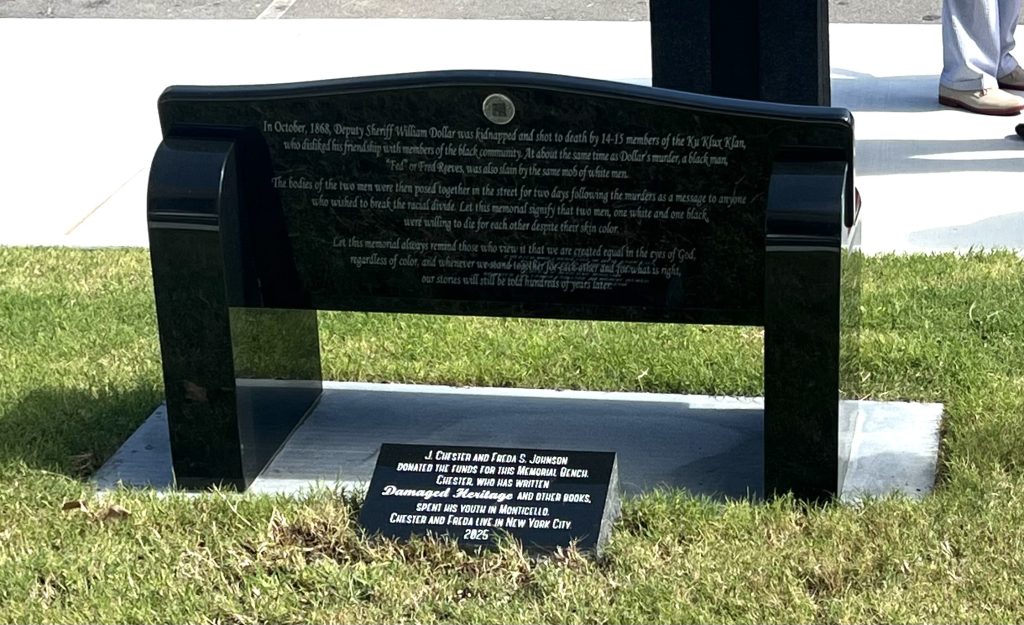 In October, 1868, Deputy Sheriff William Dollar was kidnapped and shot to death by 14-15 members of the Ku Klux Klan,
who disliked his friendship with members of the black community. At about the same time as Dollar's murder, a black man,
"Fed" or Fred Reeves, was also slain by the same mob of white men.
The bodies of the two men were then posed together in the street for two days following the murders as a message to anyone
who wished to break the racial divide. Let this memorial signify that two men, one white and one black,
were willing to die for each other despite their skin color.
Let this memorial always remind those who view it that we are created equal in the eyes of God,
regardless of color, and whenever we stand together for each other and for what is right,
our stories will still be told hundreds of years later.
J. Chester and Freda S. Johnson
donated the funds for this Memorial Bench.
Chester, who has written
Damaged Heritage and other books,
spent his youth in Monticello.
Chester and Freda live in New York City.
2025